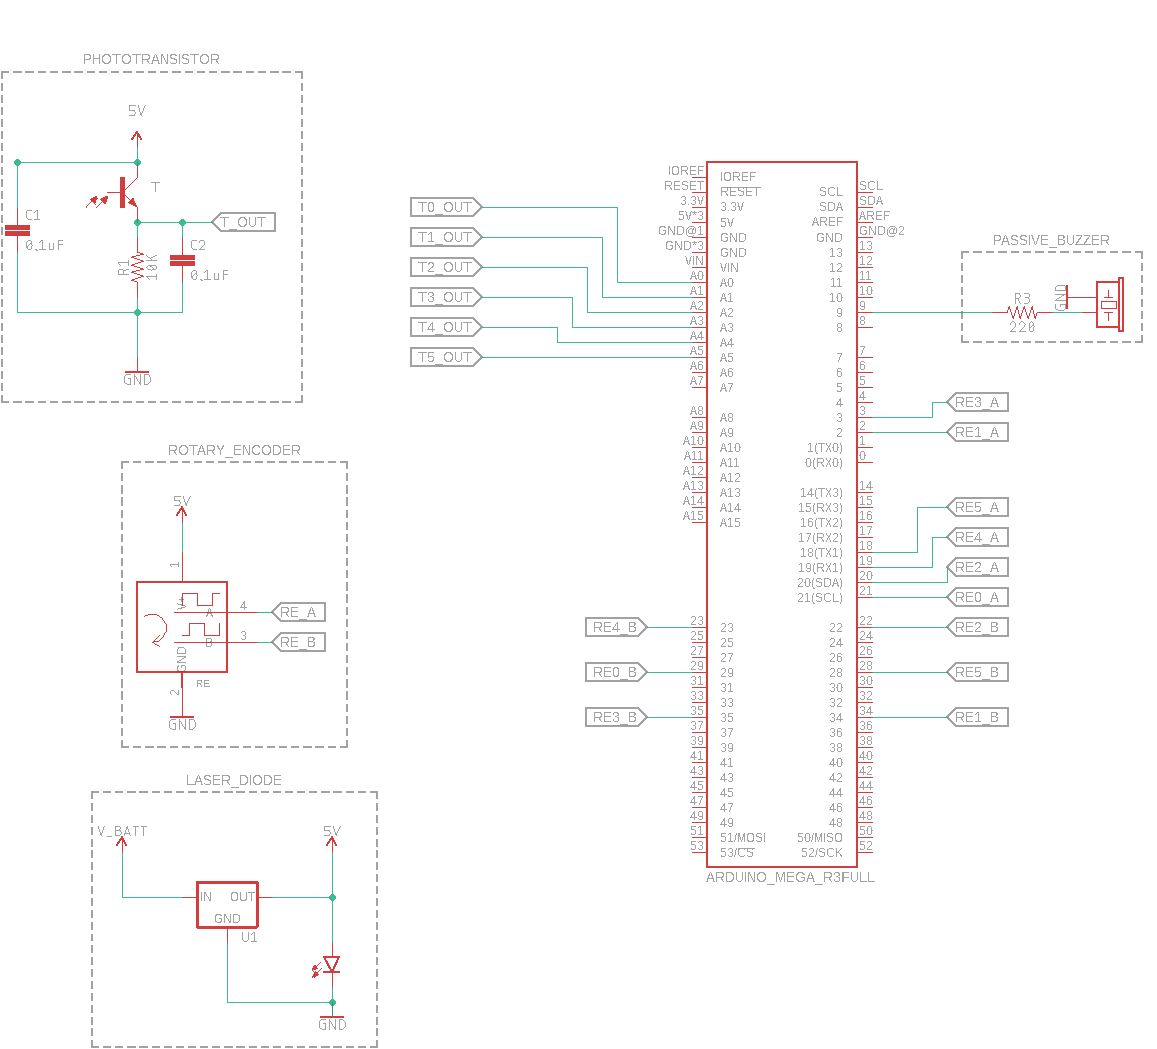 PHOTOTRANSISTOR
5V
T
T_OUT
C1
0.1uF
R1
10K
C2
0.1uF
GND
ROTARY_ENCODER
5V
1
V+
A
4
RE_A
B
3
RE_B
GND
2
RE
GND
LASER_DIODE
V_BATT
5V
IN
OUT
GND
U1
GND
T0_OUT
T1_OUT
T2_OUT
T3_OUT
T4_OUT
T5_OUT
RE4_B
RE0_B
RE3_B
IOREF IOREF
RESET RESET
3.3V 3.3V
5V*3 5V
GND@1 GND
GND*3 GND
VIN VIN
A0 A0
A1 A1
A2 A2
A3 A3
A4 A4
A5 A5
A6 A6
A7 A7
A8 A8
A9 A9
A10 A10
A11 A11
A12 A12
A13 A13
A14 A14
A15 A15
23 23
25 25
27 27
29 29
31 31
33 33
35 35
37 37
39 39
41 41
43 43
45 45
47 47
49 49
51 51/MOSI
53 53/CS
SCL SCL
SDA SDA
AREF AREF
GND GND@2
13 13
12 12
11 11
10 10
9 9
8 8
7 7
6 6
5 5
4 4
3 3
2 2
1(TX0) 1
0(RX0) 0
14(TX3) 14
15(RX3) 15
16(TX2) 16
17(RX2) 17
18(TX1) 18
19(RX1) 19
20(SDA) 20
21(SCL) 21
22 22
24 24
26 26
28 28
30 30
32 32
34 34
36 36
38 38
40 40
42 42
44 44
46 46
48 48
50/MISO 50
52/SCK 52
ARDUINO_MEGA_R3FULL
PASSIVE_BUZZER
R3
220
GND
RE3_A
RE1_A
RE5_A
RE4_A
RE2_A
RE0_A
RE2_B
RE5_B
RE1_B